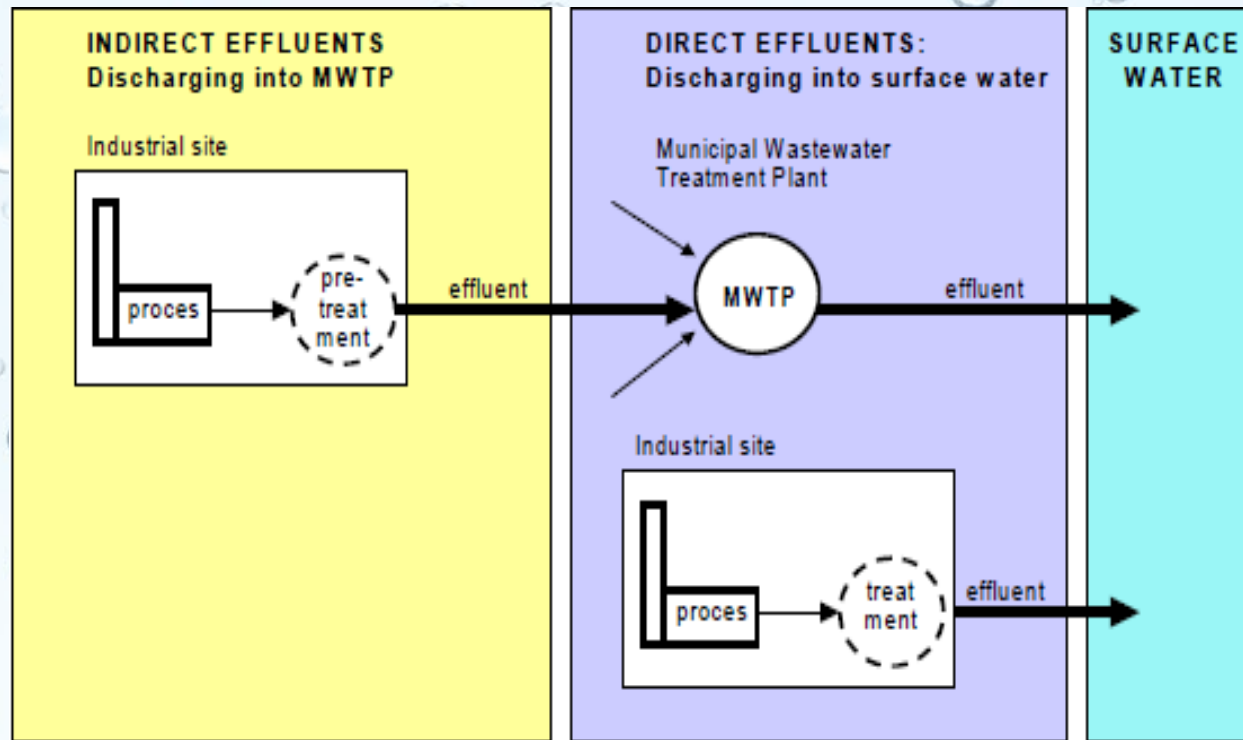 INDIRECT EFFLUENTS
Discharging into MWTP
Industrial site
proces
pre-
treat
ment
effluent
DIRECT EFFLUENTS:
Discharging into surface water
Municipal Wastewater
Treatment Plant
MWTP
effluent
Industrial site
proces
treat
ment
effluent
SURFACE
WATER